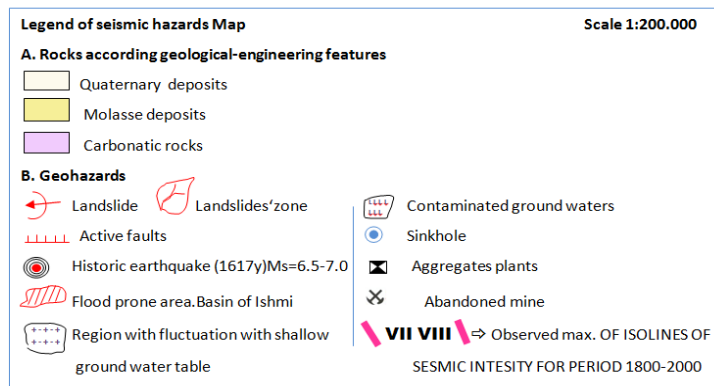 Legend of seismic hazards Map Scale 1:200.000
A. Rocks according geological-engineering features
Quaternary deposits
Molasse deposits
Carbonatic rocks
B. Geohazards
Landslide
Landslides'zone
Active faults
Historic earthquake (1617y)Ms=6.5-7.0
Flood prone area.Basin of Ishmi
Region with fluctuation with shallow
ground water table
Contaminated ground waters
Sinkhole
Aggregates plants
Abandoned mine
VII VIII ⇨ Observed max. OF ISOLINES OF
SESMIC INTESITY FOR PERIOD 1800-2000